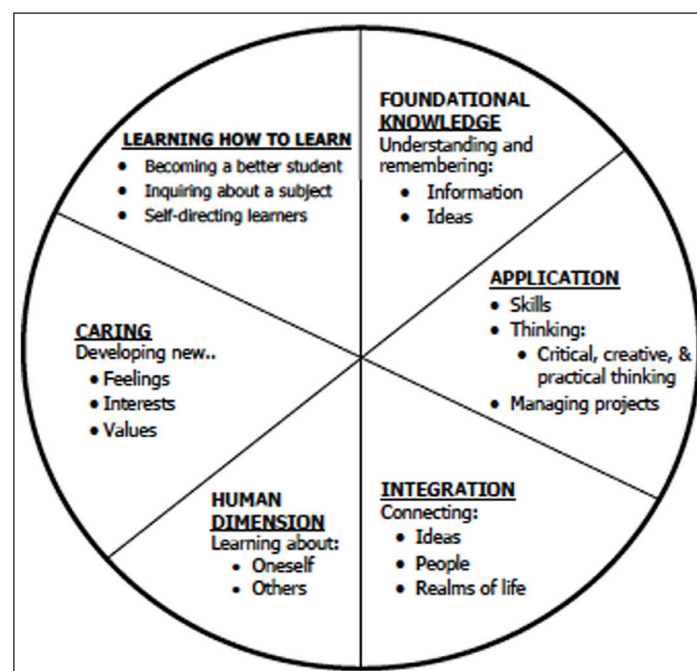 FOUNDATIONAL
KNOWLEDGE
Understanding and
remembering:
• Information
• Ideas
APPLICATION
• Skills
• Thinking:
• Critical, creative, &
practical thinking
• Managing projects
INTEGRATION
Connecting:
• Ideas
• People
• Realms of life
HUMAN
DIMENSION
Learning about:
• Oneself
• Others
CARING
Developing new..
• Feelings
• Interests
• Values
LEARNING HOW TO LEARN
• Becoming a better student
• Inquiring about a subject
• Self-directing learners